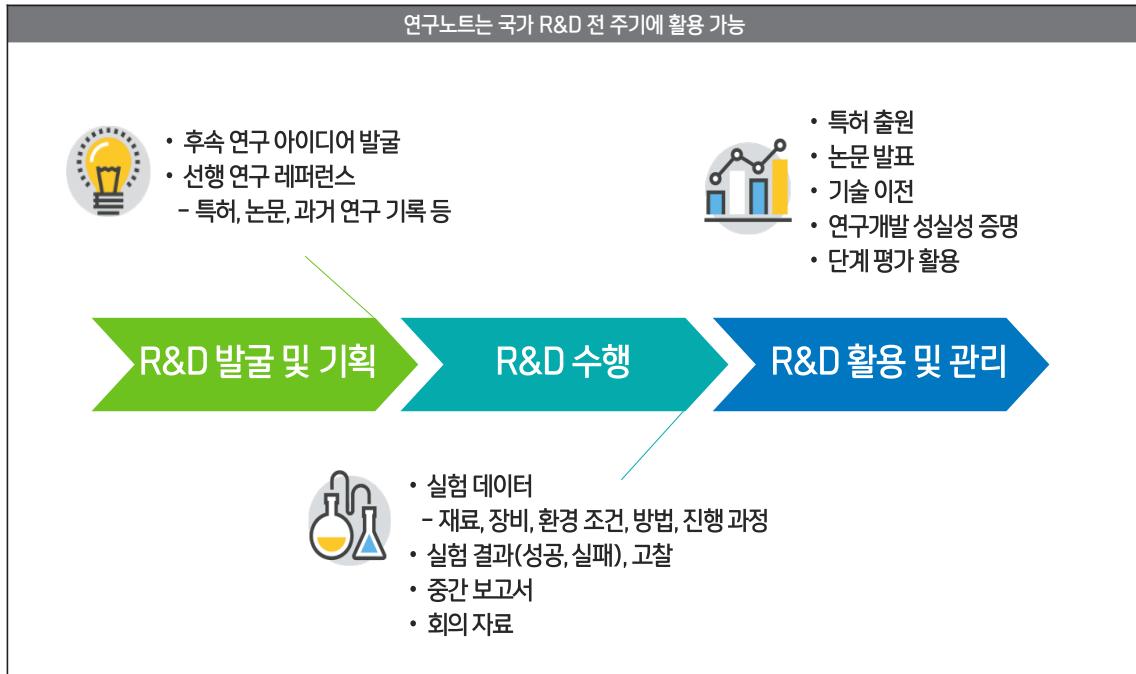 연구노트는 국가 R&D 전 주기에 활용 가능
• 후속 연구 아이디어 발굴
• 선행 연구 레퍼런스
– 특허, 논문, 과거 연구 기록 등
• 특허 출원
• 논문 발표
• 기술 이전
• 연구개발 성실성 증명
• 단계 평가 활용
R&D 발굴 및 기획
R&D 수행
R&D 활용 및 관리
• 실험 데이터
– 재료, 장비, 환경 조건, 방법, 진행 과정
• 실험 결과(성공, 실패), 고찰
• 중간 보고서
• 회의 자료